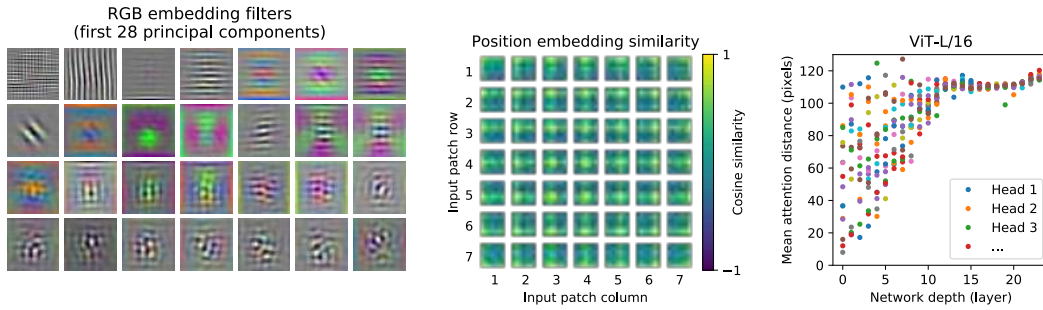 RGB embedding filters
(first 28 principal components)
Position embedding similarity
1
2
3
4
5
6
7
Input patch row
1 2 3 4 5 6 7
Input patch column
1
−1
Cosine similarity
ViT-L/16
120
100
80
60
40
20
0
Mean attention distance (pixels)
0 5 10 15 20
Network depth (layer)
Head 1
Head 2
Head 3
...